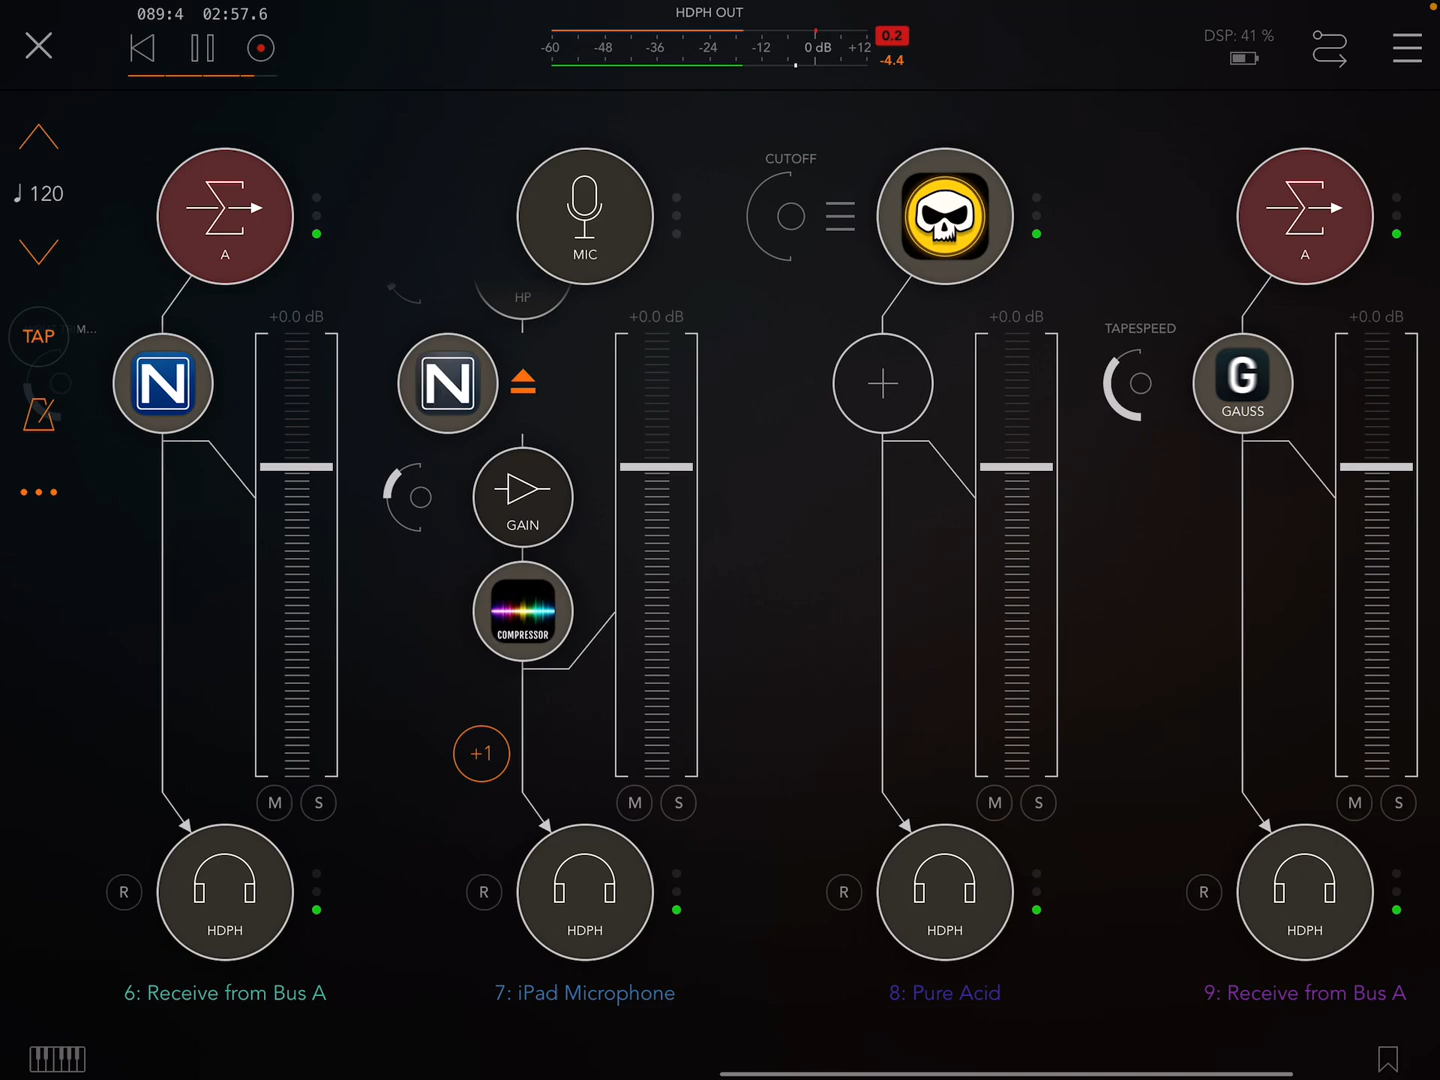 089:4 02:57.6
HDPH OUT
-60 -48 -36 -24 -12 0 dB +12
0.2
-4.4
DSP: 41 %
120
TAP
M...
A
MIC
CUTOFF
A
HP
+0.0 dB
+0.0 dB
+0.0 dB
TAPESPEED
+0.0 dB
N
N
G
GAUSS
GAIN
COMPRESSOR
+1
M S
M S
M S
M S
R
HDPH
R
HDPH
R
HDPH
R
HDPH
6: Receive from Bus A
7: iPad Microphone
8: Pure Acid
9: Receive from Bus A